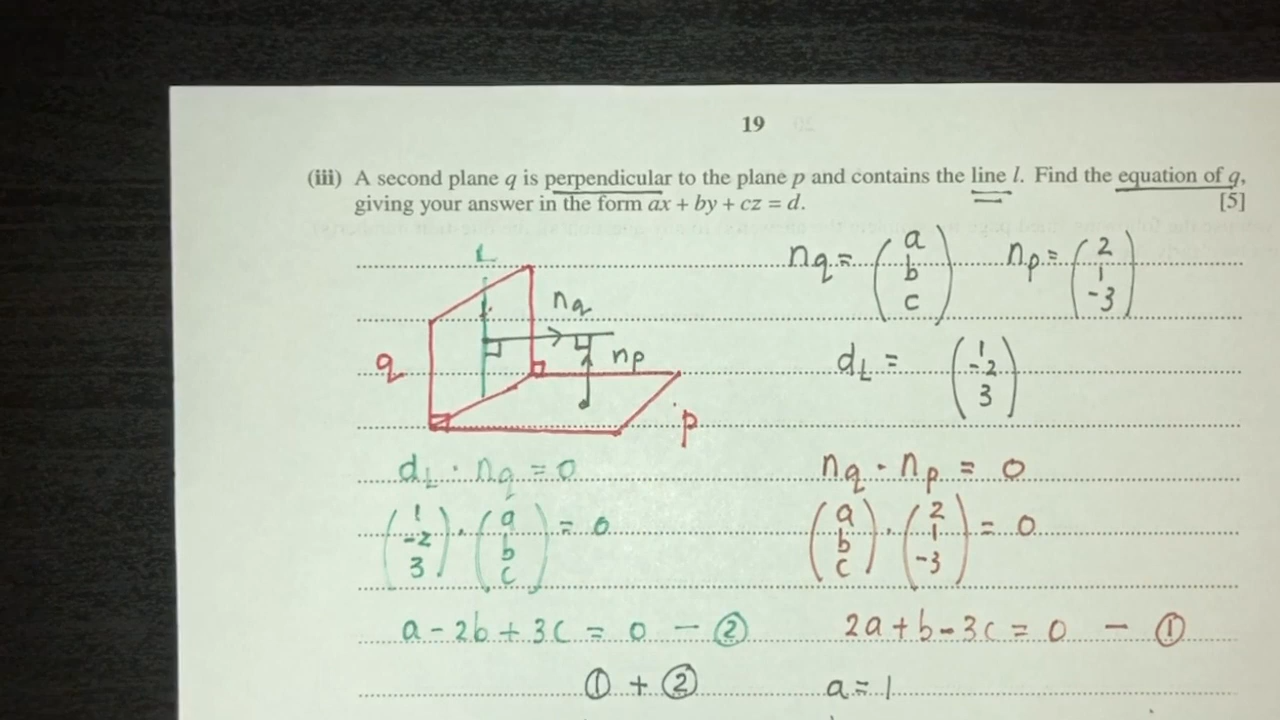 19
(iii) A second plane q is perpendicular to the plane p and contains the line l. Find the equation of q,
giving your answer in the form ax + by + cz = d. [5]
L
nq = (a b c) np = (2 1 -3)
nq
np
q
p
dL = (1 -2 3)
dL · nq = 0 nq · np = 0
(1 -2 3) · (a b c) = 0 (a b c) · (2 1 -3) = 0
a - 2b + 3c = 0 — ② 2a + b - 3c = 0 — ①
① + ② a = 1